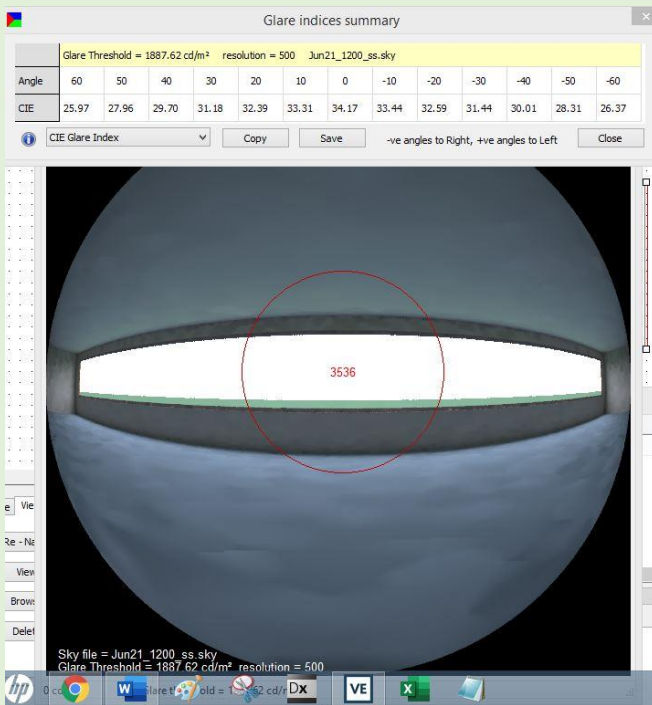 Glare indices summary
Glare Threshold = 1887.62 cd/m² resolution = 500 Jun21_1200_ss.sky
Angle 60 50 40 30 20 10 0 -10 -20 -30 -40 -50 -60
CIE 25.97 27.96 29.70 31.18 32.39 33.31 34.17 33.44 32.59 31.44 30.01 28.31 26.37
CIE Glare Index Copy Save -ve angles to Right, +ve angles to Left Close
3536
e Vie
Re - Na
View
Brows
Delet
Sky file = Jun21_1200_ss.sky
Glare Threshold = 1887.62 cd/m² resolution = 500
hp W Dx VE X